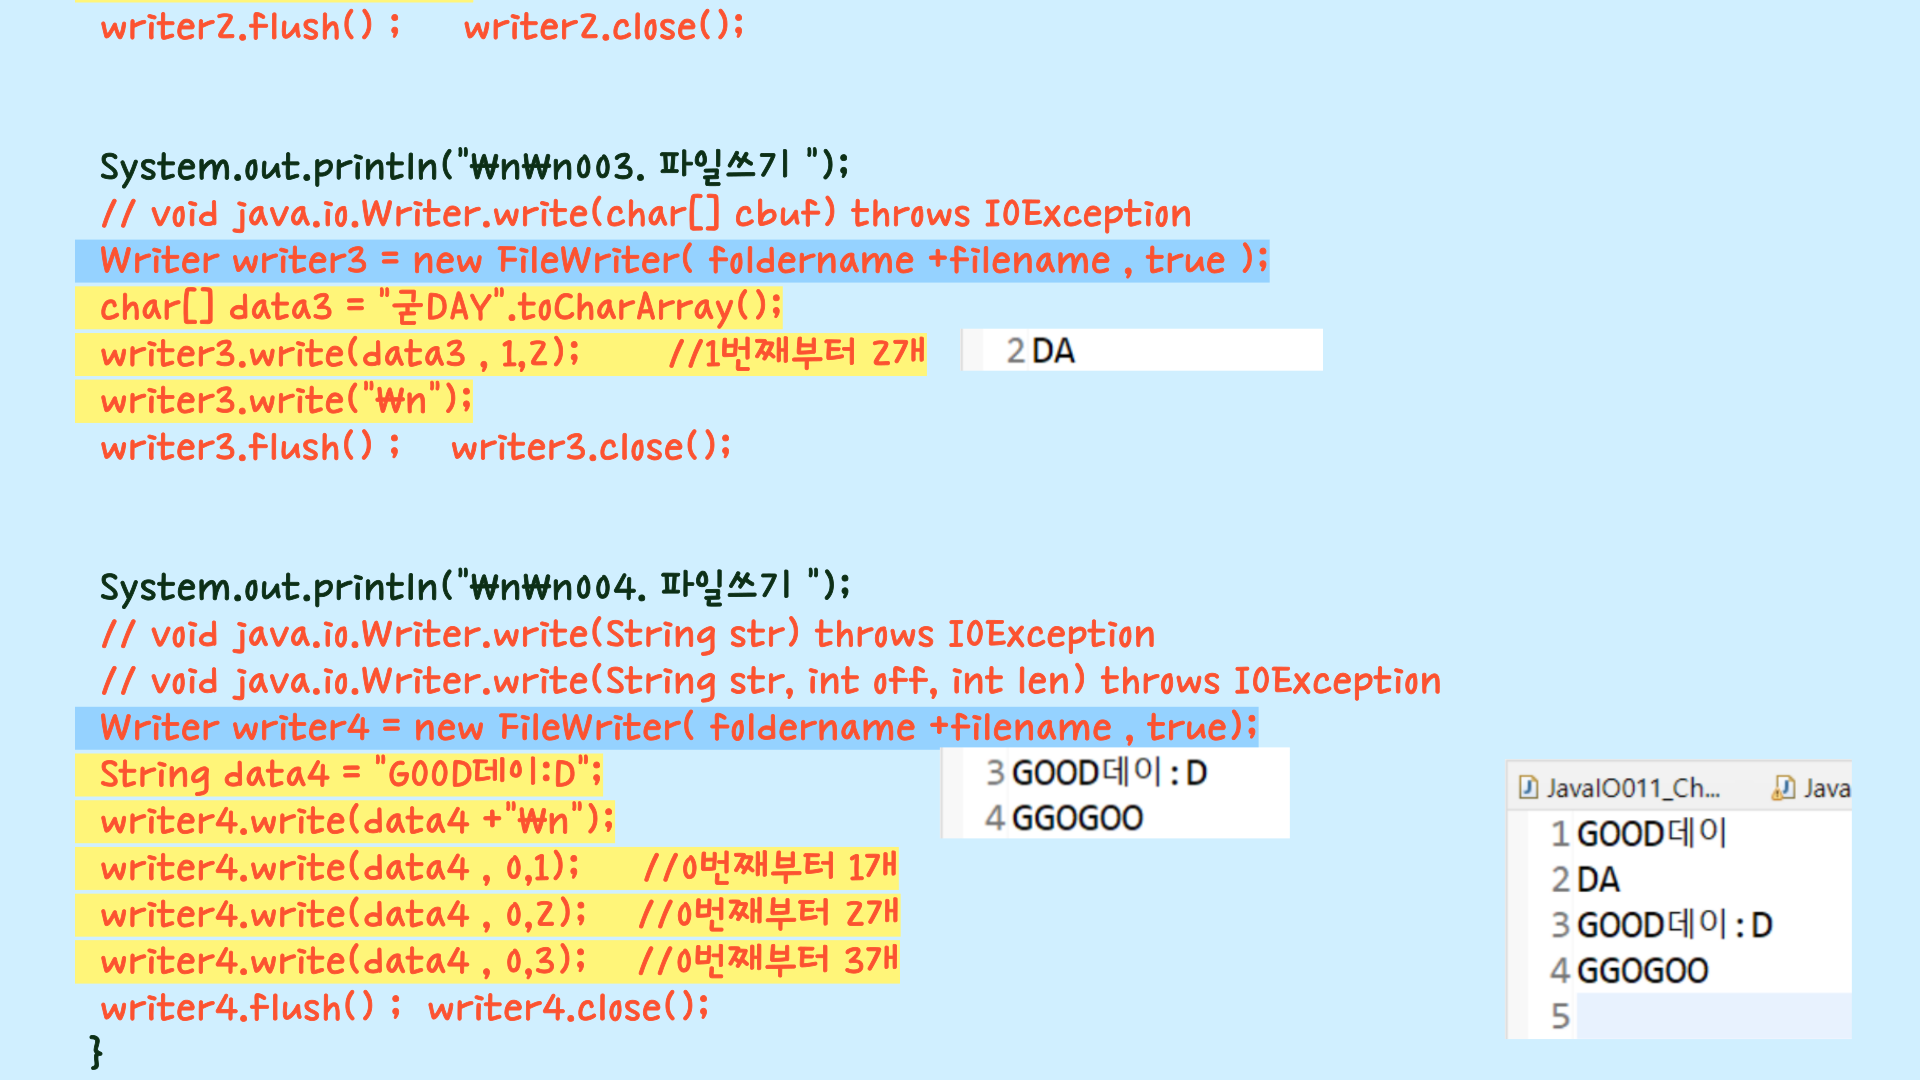 writer2.flush() ;    writer2.close();
System.out.println("₩n₩n003. 파일쓰기 ");
// void java.io.Writer.write(char[] cbuf) throws IOException
Writer writer3 = new FileWriter( foldername +filename , true );
char[] data3 = "굳DAY".toCharArray();
writer3.write(data3 , 1,2);      //1번째부터 2개
2 DA
writer3.write("₩n");
writer3.flush() ;    writer3.close();
System.out.println("₩n₩n004. 파일쓰기 ");
// void java.io.Writer.write(String str) throws IOException
// void java.io.Writer.write(String str, int off, int len) throws IOException
Writer writer4 = new FileWriter( foldername +filename , true);
String data4 = "GOOD데이:D";
writer4.write(data4 +"₩n");
writer4.write(data4 , 0,1);     //0번째부터 1개
writer4.write(data4 , 0,2);    //0번째부터 2개
writer4.write(data4 , 0,3);    //0번째부터 3개
writer4.flush() ;  writer4.close();
}
3 GOOD데이:D
4 GGOGOO
JavaIO011_Ch...    Java
1 GOOD데이
2 DA
3 GOOD데이:D
4 GGOGOO
5